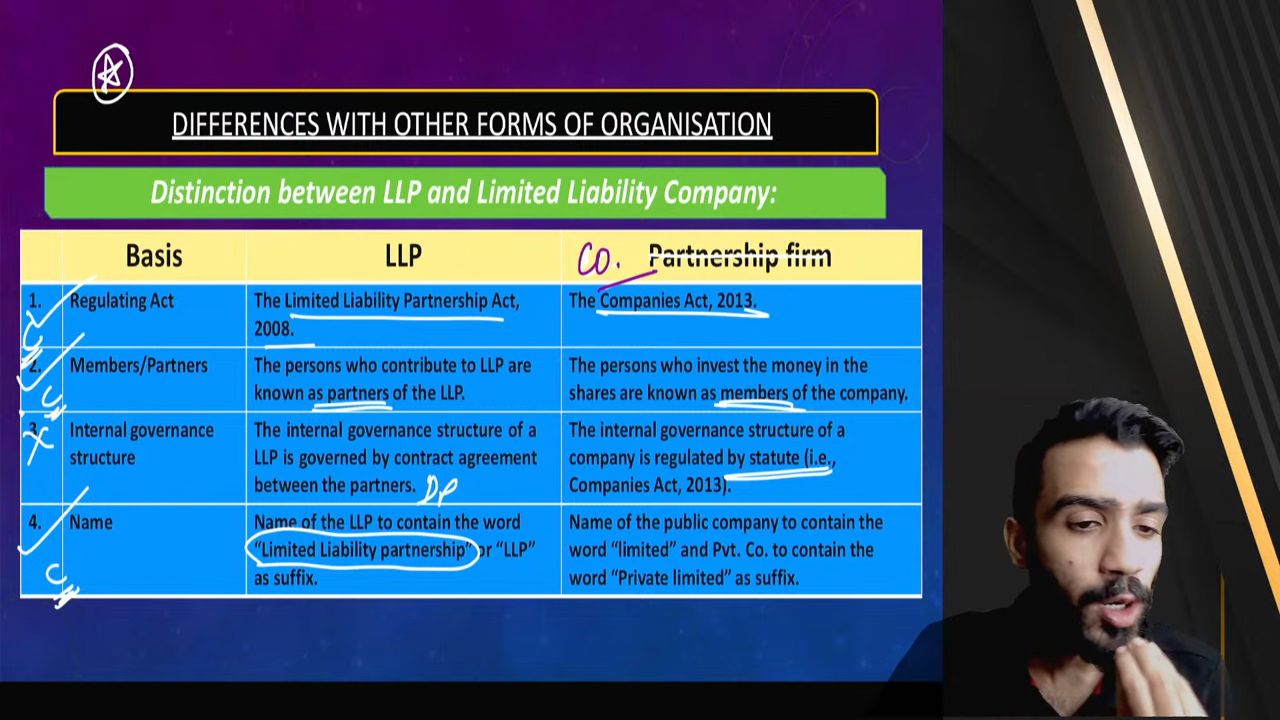 DIFFERENCES WITH OTHER FORMS OF ORGANISATION
Distinction between LLP and Limited Liability Company:
Basis
LLP
Co. Partnership firm
1.
Regulating Act
The Limited Liability Partnership Act,
2008.
The Companies Act, 2013.
2.
Members/Partners
The persons who contribute to LLP are
known as partners of the LLP.
The persons who invest the money in the
shares are known as members of the company.
3.
Internal governance
structure
The internal governance structure of a
LLP is governed by contract agreement
between the partners. DP
The internal governance structure of a
company is regulated by statute (i.e.,
Companies Act, 2013).
4.
Name
Name of the LLP to contain the word
“Limited Liability partnership” or “LLP”
as suffix.
Name of the public company to contain the
word “limited” and Pvt. Co. to contain the
word “Private limited” as suffix.